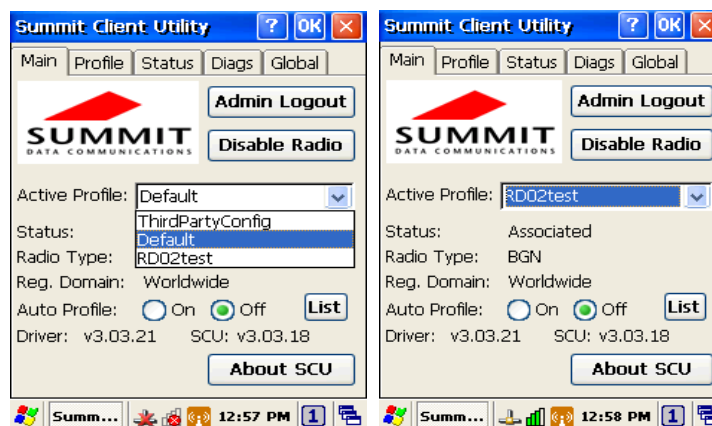 Summit Client Utility ? OK
Main Profile Status Diags Global
SUMMIT
DATA COMMUNICATIONS
Admin Logout
Disable Radio
Active Profile: Default
ThirdPartyConfig
Default
RD02test
Status:
Radio Type:
Reg. Domain: Worldwide
Auto Profile: On Off List
Driver: v3.03.21 SCU: v3.03.18
About SCU
Summ... 12:57 PM 1
Summit Client Utility ? OK
Main Profile Status Diags Global
SUMMIT
DATA COMMUNICATIONS
Admin Logout
Disable Radio
Active Profile: RD02test
Status: Associated
Radio Type: BGN
Reg. Domain: Worldwide
Auto Profile: On Off List
Driver: v3.03.21 SCU: v3.03.18
About SCU
Summ... 12:58 PM 1